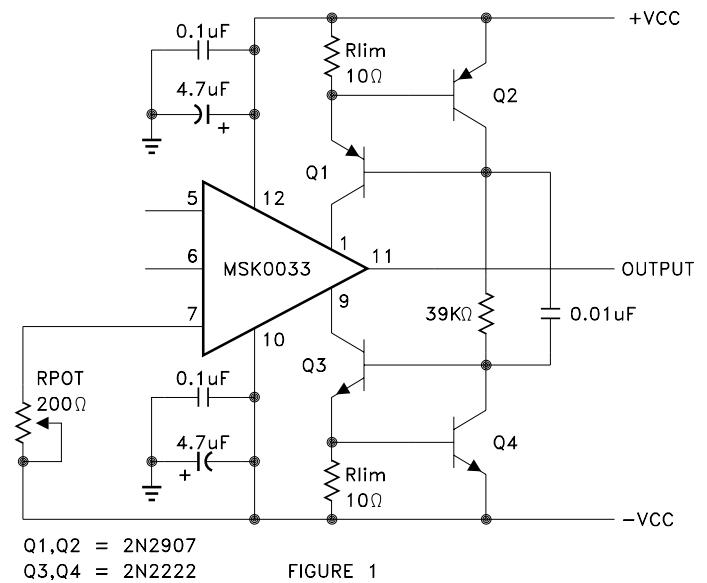 0.1uF
+VCC
Rlim
10Ω
4.7uF
+
Q2
Q1
5
12
1
6
MSK0033
11
OUTPUT
7
9
10
39KΩ
0.01uF
RPOT
200Ω
0.1uF
Q3
4.7uF
+
Q4
Rlim
10Ω
-VCC
Q1,Q2 = 2N2907
Q3,Q4 = 2N2222
FIGURE 1